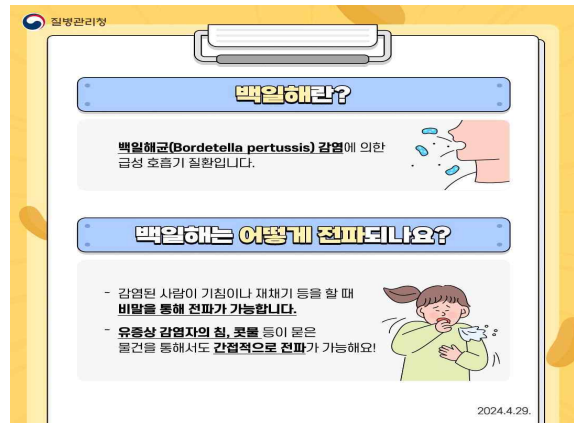 질병관리청
백일해란?
백일해균(Bordetella pertussis) 감염에 의한
급성 호흡기 질환입니다.
백일해는 어떻게 전파되나요?
- 감염된 사람이 기침이나 재채기 등을 할 때
비말을 통해 전파가 가능합니다.
- 유증상 감염자의 침, 콧물 등이 묻은
물건을 통해서도 간접적으로 전파가 가능해요!
2024.4.29.